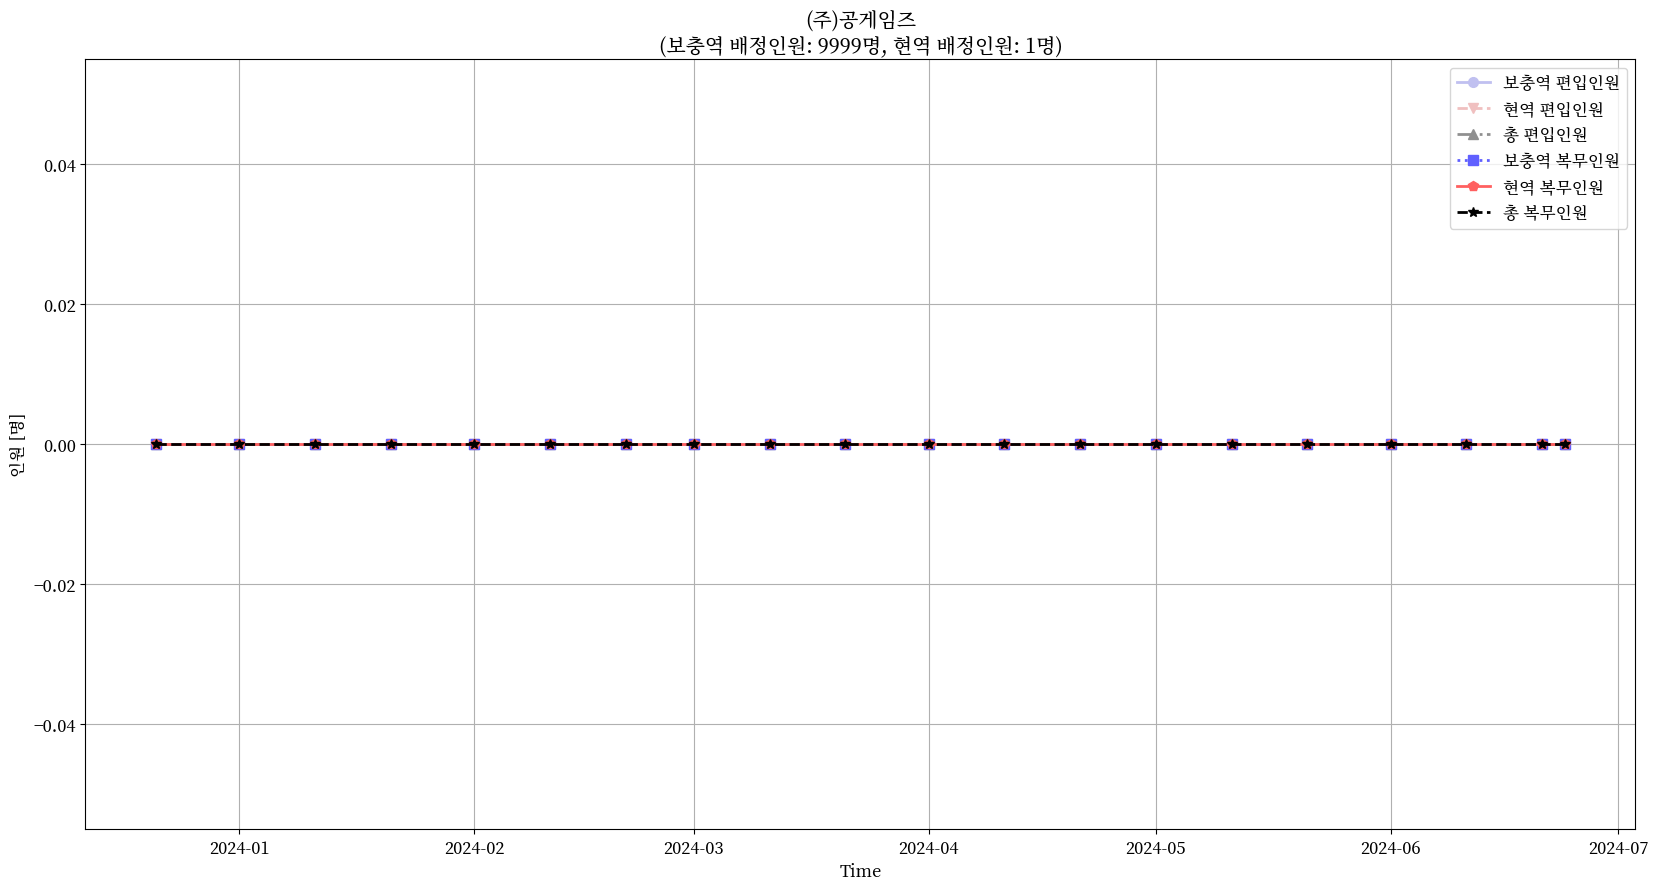 (주)공게임즈
(보충역 배정인원: 9999명, 현역 배정인원: 1명)
보충역 편입인원
현역 편입인원
총 편입인원
보충역 복무인원
현역 복무인원
총 복무인원
인원 [명]
0.04
0.02
0.00
−0.02
−0.04
2024-01 2024-02 2024-03 2024-04 2024-05 2024-06 2024-07
Time